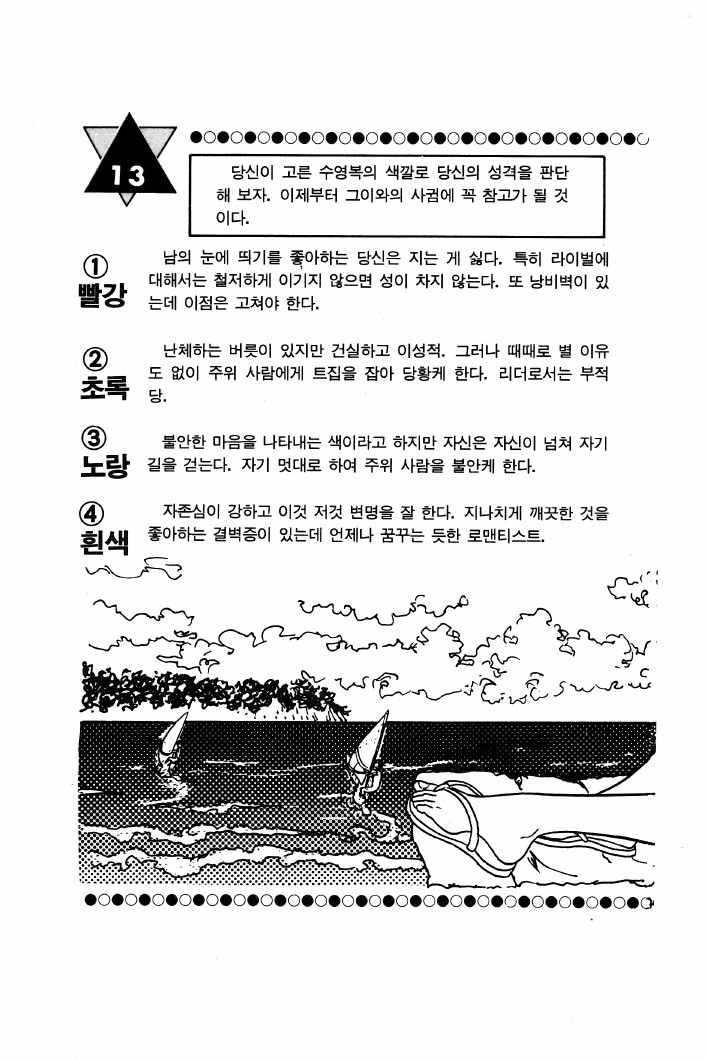 13
당신이 고른 수영복의 색깔로 당신의 성격을 판단
해 보자. 이제부터 그이와의 사귐에 꼭 참고가 될 것
이다.
①
빨강
남의 눈에 띄기를 좋아하는 당신은 지는 게 싫다. 특히 라이벌에
대해서는 철저하게 이기지 않으면 성이 차지 않는다. 또 낭비벽이 있
는데 이점은 고쳐야 한다.
②
초록
난체하는 버릇이 있지만 건실하고 이성적. 그러나 때때로 별 이유
도 없이 주위 사람에게 트집을 잡아 당황케 한다. 리더로서는 부적
당.
③
노랑
불안한 마음을 나타내는 색이라고 하지만 자신은 자신이 넘쳐 자기
길을 걷는다. 자기 멋대로 하여 주위 사람을 불안케 한다.
④
흰색
자존심이 강하고 이것 저것 변명을 잘 한다. 지나치게 깨끗한 것을
좋아하는 결벽증이 있는데 언제나 꿈꾸는 듯한 로맨티스트.